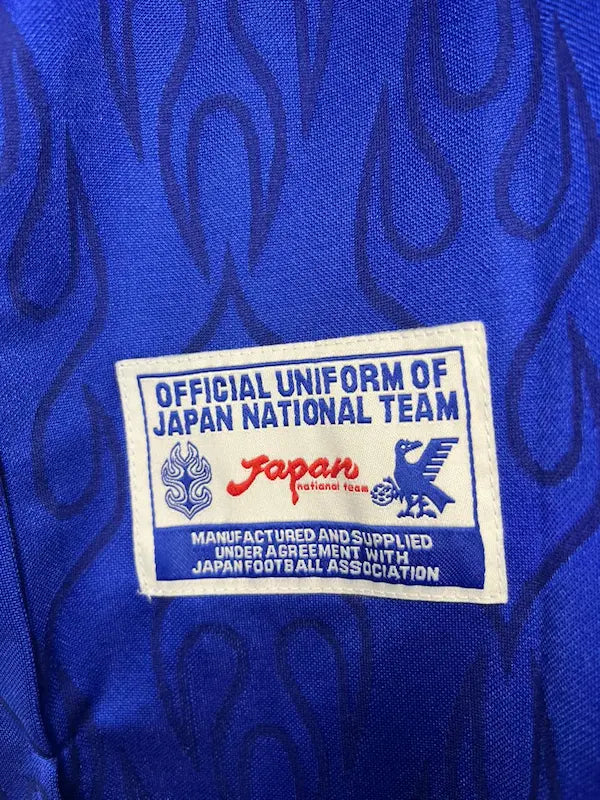 OFFICIAL UNIFORM OF
JAPAN NATIONAL TEAM
Japan
national team
MANUFACTURED AND SUPPLIED
UNDER AGREEMENT WITH
JAPAN FOOTBALL ASSOCIATION